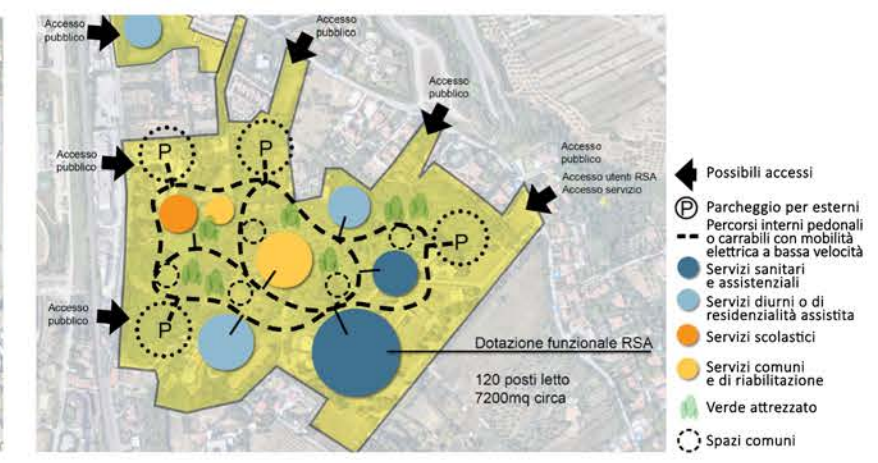 Accesso
pubblico
Accesso
pubblico
Accesso
pubblico
Accesso
pubblico
Accesso
pubblico
Accesso utenti RSA
Accesso servizio
P
P
P
P
Accesso
pubblico
Dotazione funzionale RSA
120 posti letto
7200mq circa
Possibili accessi
P Parcheggio per esterni
Percorsi interni pedonali
o carrabili con mobilità
elettrica a bassa velocità
Servizi sanitari
e assistenziali
Servizi diurni o di
residenzialità assistita
Servizi scolastici
Servizi comuni
e di riabilitazione
Verde attrezzato
Spazi comuni